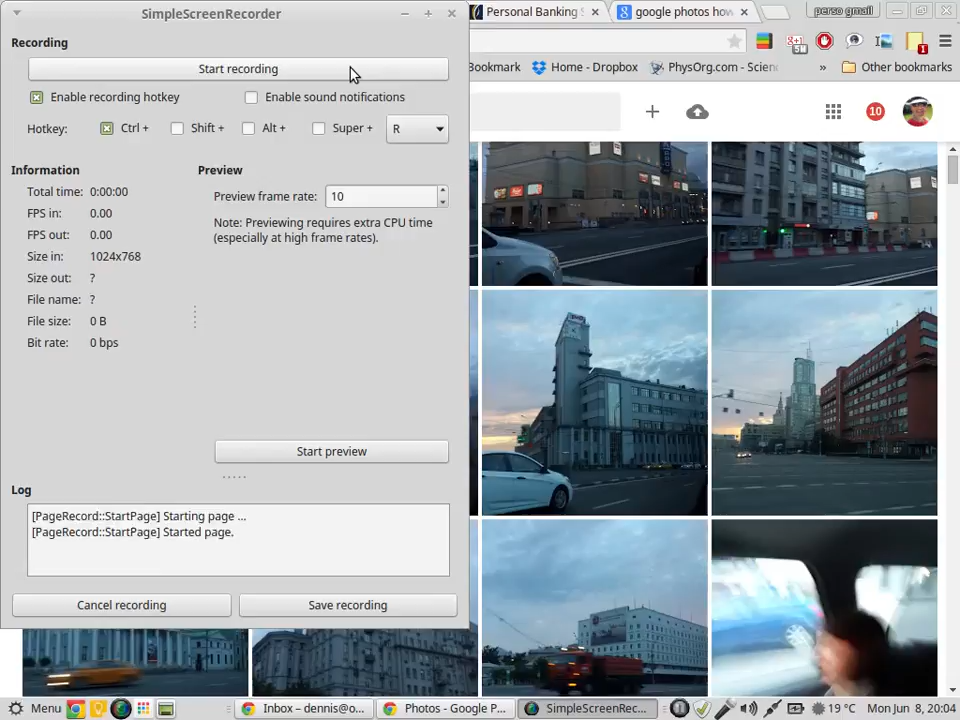 SimpleScreenRecorder
Personal Banking S
google photos how
perso gmail
Recording
Start recording
Bookmark
Home - Dropbox
PhysOrg.com - Scien
»
Other bookmarks
Enable recording hotkey
Enable sound notifications
Hotkey:
Ctrl +
Shift +
Alt +
Super +
R
10
Information
Preview
Total time: 0:00:00
Preview frame rate: 10
FPS in: 0.00
Note: Previewing requires extra CPU time
(especially at high frame rates).
FPS out: 0.00
Size in: 1024x768
Size out: ?
File name: ?
File size: 0 B
Bit rate: 0 bps
Start preview
Log
[PageRecord::StartPage] Starting page ...
[PageRecord::StartPage] Started page.
Cancel recording
Save recording
Menu
Inbox – dennis@o...
Photos - Google P...
SimpleScreenRec...
19 °C
Mon Jun 8, 20:04